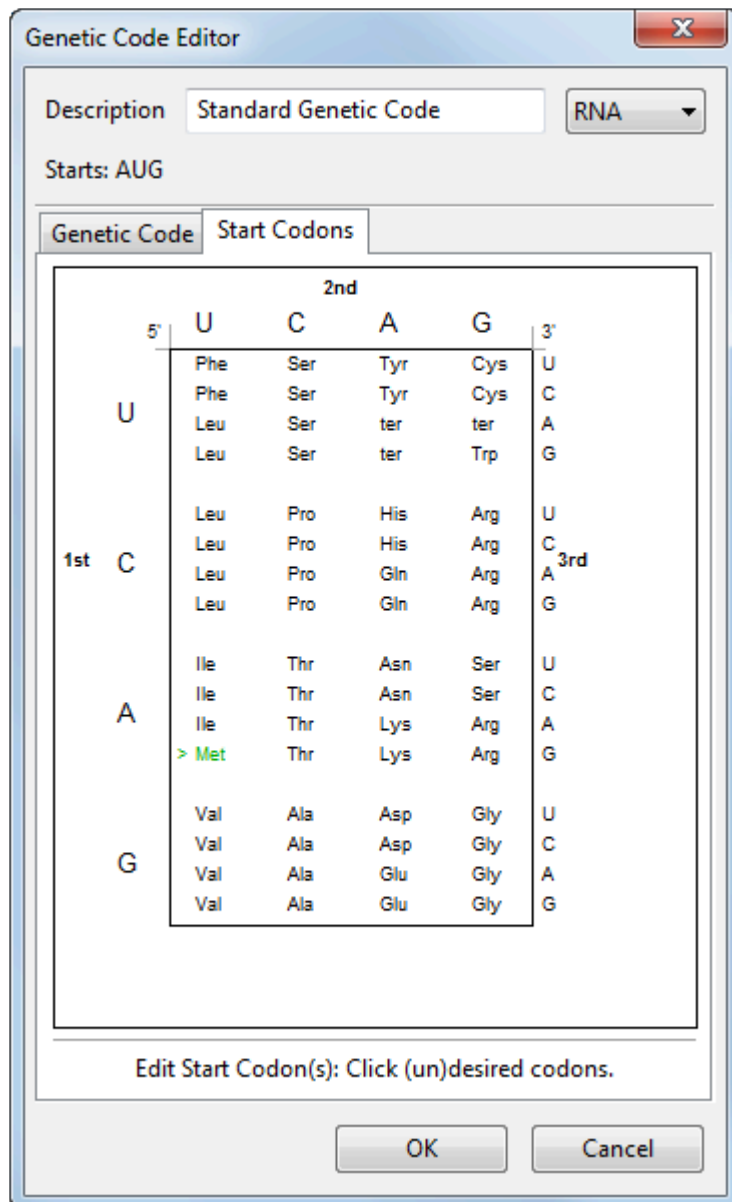 Genetic Code Editor
Description Standard Genetic Code RNA
Starts: AUG
Genetic Code Start Codons
2nd
5' U C A G 3'
Phe Ser Tyr Cys U
Phe Ser Tyr Cys C
U
Leu Ser ter ter A
Leu Ser ter Trp G
Leu Pro His Arg U
Leu Pro His Arg C
1st C 3rd
Leu Pro Gln Arg A
Leu Pro Gln Arg G
Ile Thr Asn Ser U
Ile Thr Asn Ser C
A
Ile Thr Lys Arg A
> Met Thr Lys Arg G
Val Ala Asp Gly U
Val Ala Asp Gly C
G
Val Ala Glu Gly A
Val Ala Glu Gly G
Edit Start Codon(s): Click (un)desired codons.
OK Cancel